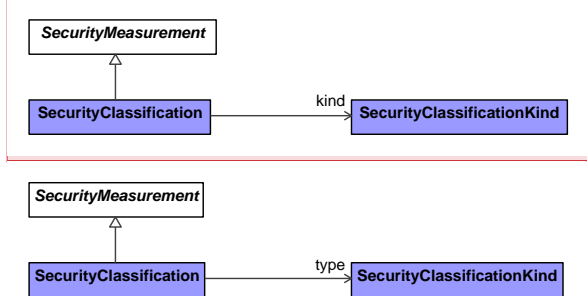 SecurityMeasurement
kind
SecurityClassification
SecurityClassificationKind
SecurityMeasurement
type
SecurityClassification
SecurityClassificationKind